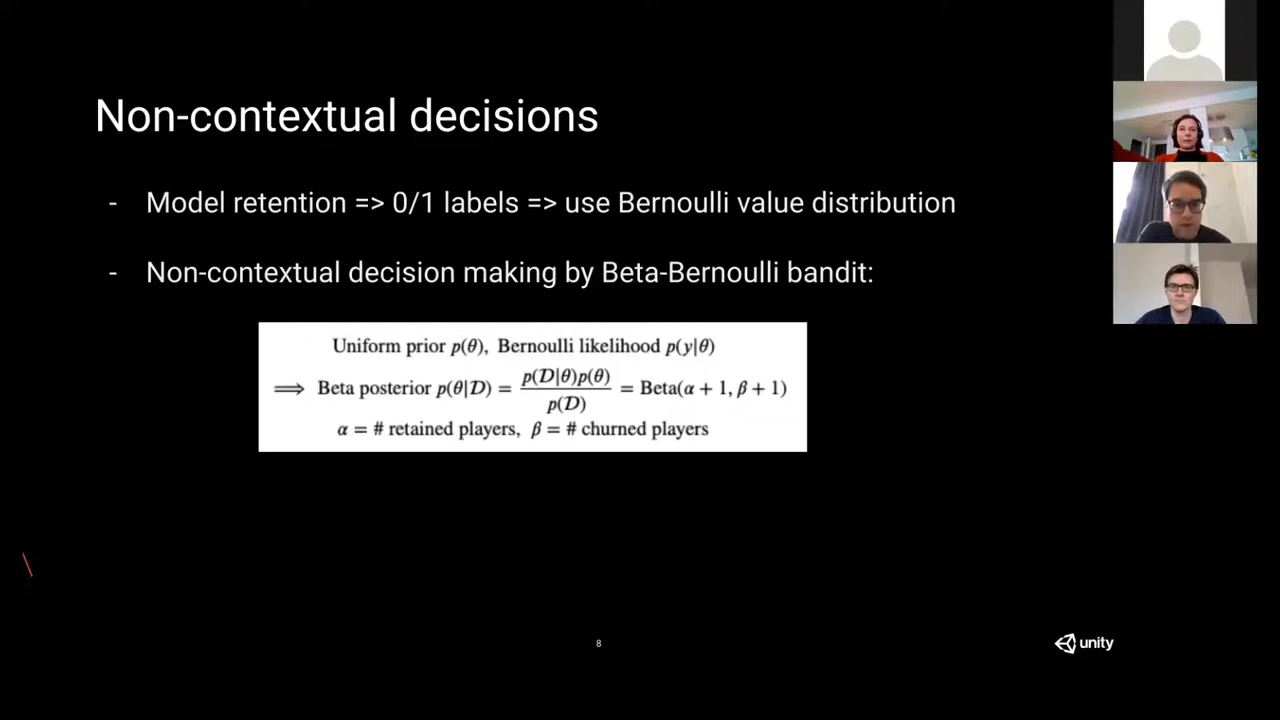 Non-contextual decisions
- Model retention => 0/1 labels => use Bernoulli value distribution
- Non-contextual decision making by Beta-Bernoulli bandit:
Uniform prior p(θ), Bernoulli likelihood p(y|θ)
⟹ Beta posterior p(θ|D) = p(D|θ)p(θ) / p(D) = Beta(α + 1, β + 1)
α = # retained players, β = # churned players
8
unity